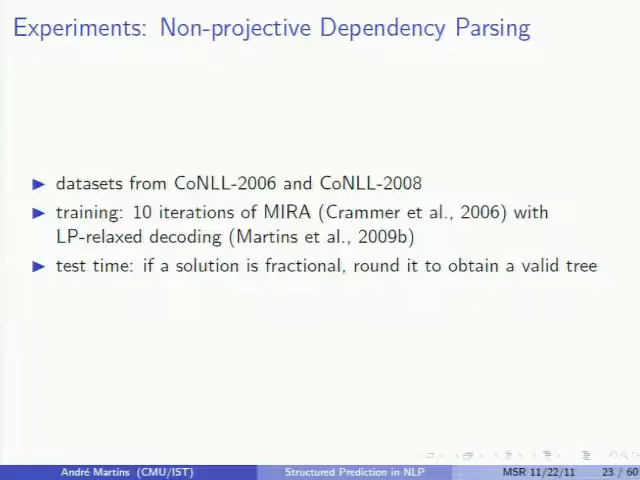 Experiments: Non-projective Dependency Parsing
datasets from CoNLL-2006 and CoNLL-2008
training: 10 iterations of MIRA (Crammer et al., 2006) with
LP-relaxed decoding (Martins et al., 2009b)
test time: if a solution is fractional, round it to obtain a valid tree
André Martins (CMU/IST) Structured Prediction in NLP MSR 11/22/11 23 / 60